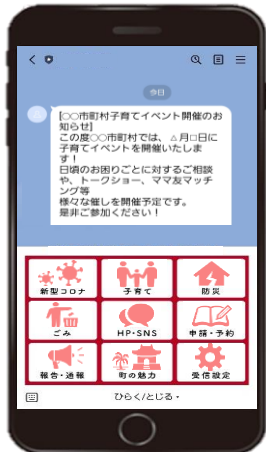 今日
[○○市町村子育てイベント開催のお
知らせ]
この度○○市町村では、△月□日に
子育てイベントを開催いたしま
す！
日頃のお困りごとに対するご相談
や、トークショー、ママ友マッチ
ング等
様々な催しを開催予定です。
是非ご参加ください！
新型コロナ
子育て
防災
ごみ
HP・SNS
申請・予約
報告・通報
町の魅力
受信設定
ひらく/とじる・